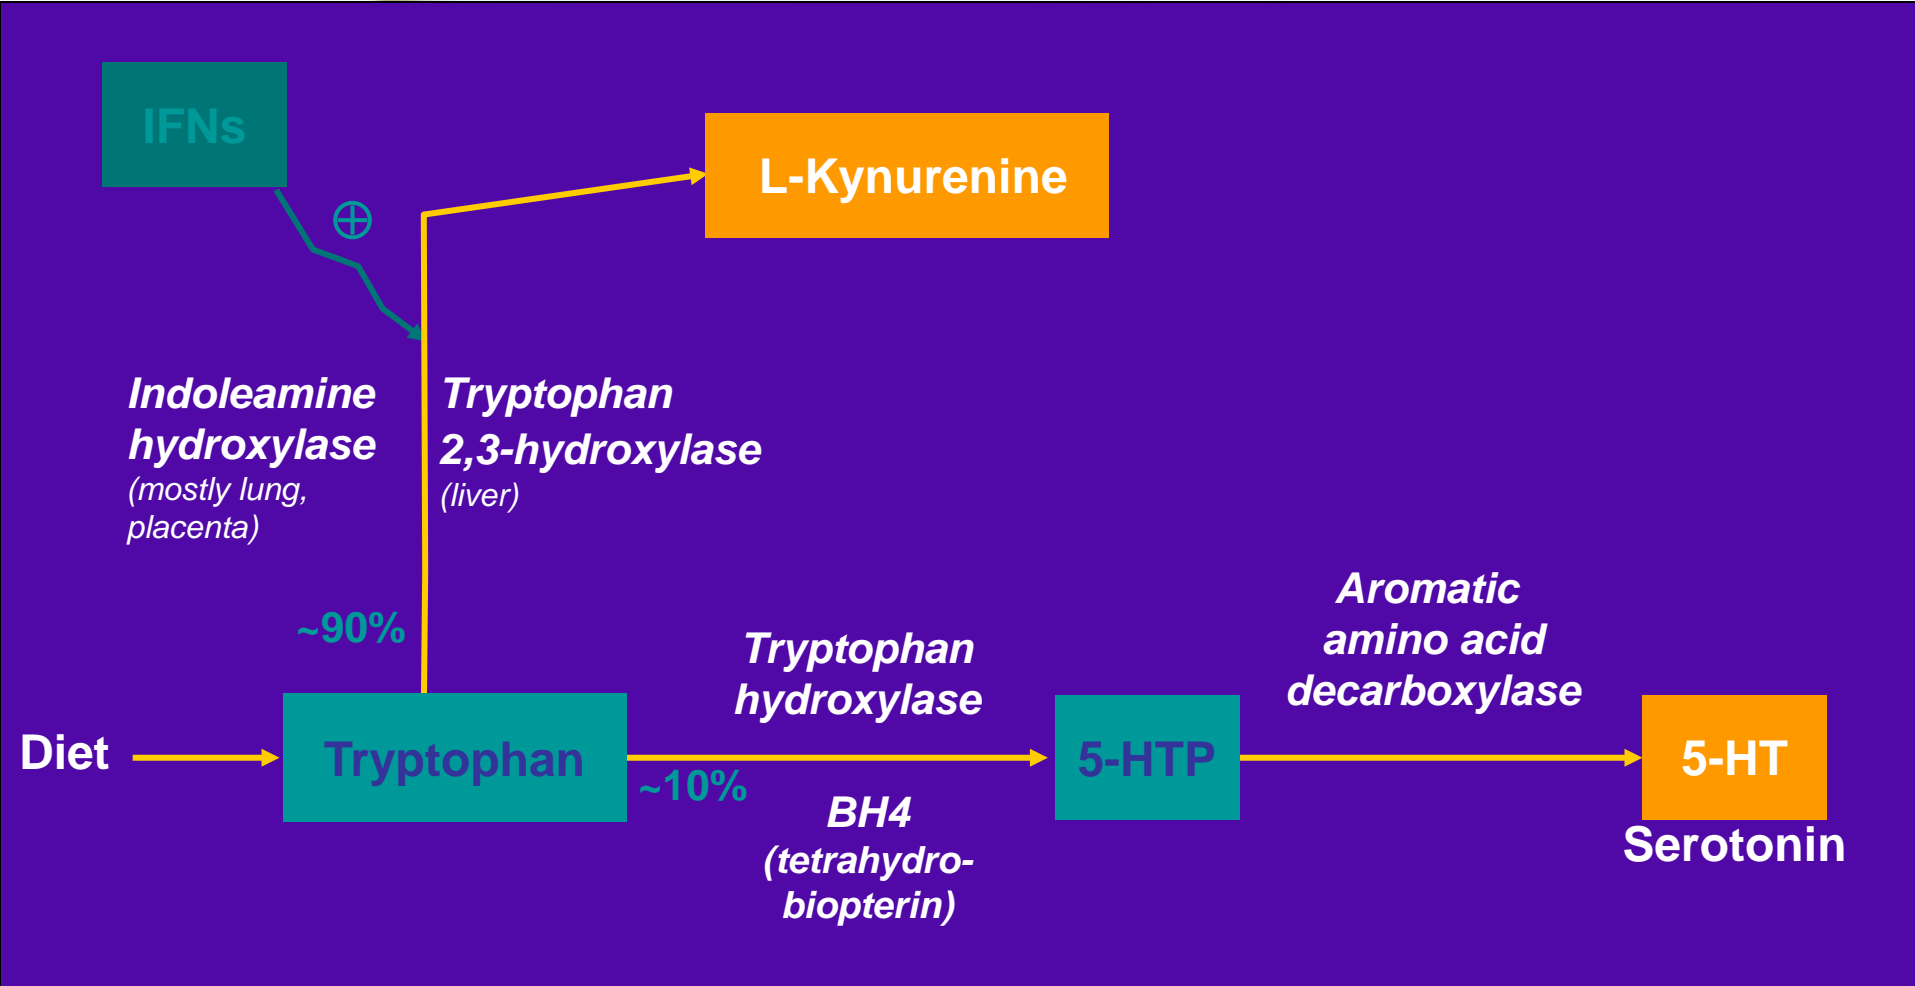 IFNs
L-Kynurenine
Indoleamine
hydroxylase
(mostly lung,
placenta)
Tryptophan
2,3-hydroxylase
(liver)
~90%
Diet
Tryptophan
~10%
Tryptophan
hydroxylase
BH4
(tetrahydro-
biopterin)
5-HTP
Aromatic
amino acid
decarboxylase
5-HT
Serotonin